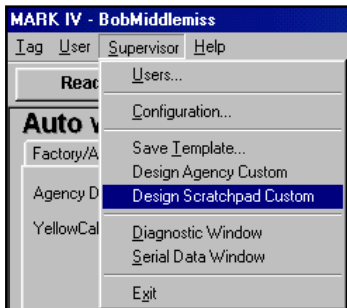 MARK IV - BobMiddlemiss
Tag User Supervisor Help
Users...
Configuration...
Save Template...
Design Agency Custom
Design Scratchpad Custom
Diagnostic Window
Serial Data Window
Exit
Auto
Factory/A
Agency D
YellowCal